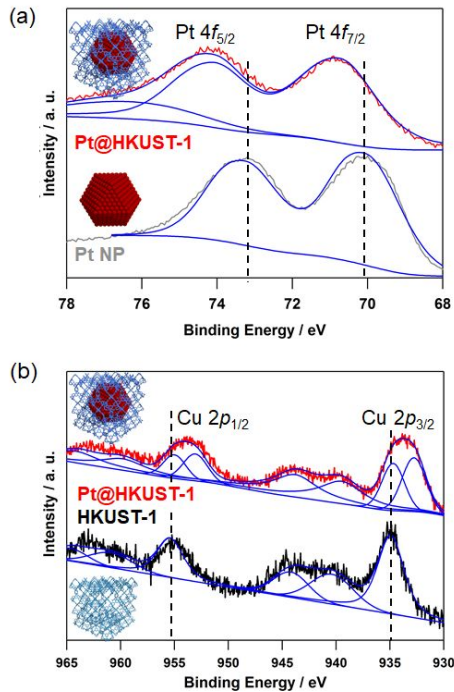 (a)
Pt 4f5/2 Pt 4f7/2
Intensity / a. u.
Pt@HKUST-1
Pt NP
78 76 74 72 70 68
Binding Energy / eV
(b)
Cu 2p1/2 Cu 2p3/2
Intensity / a. u.
Pt@HKUST-1
HKUST-1
965 960 955 950 945 940 935 930
Binding Energy / eV